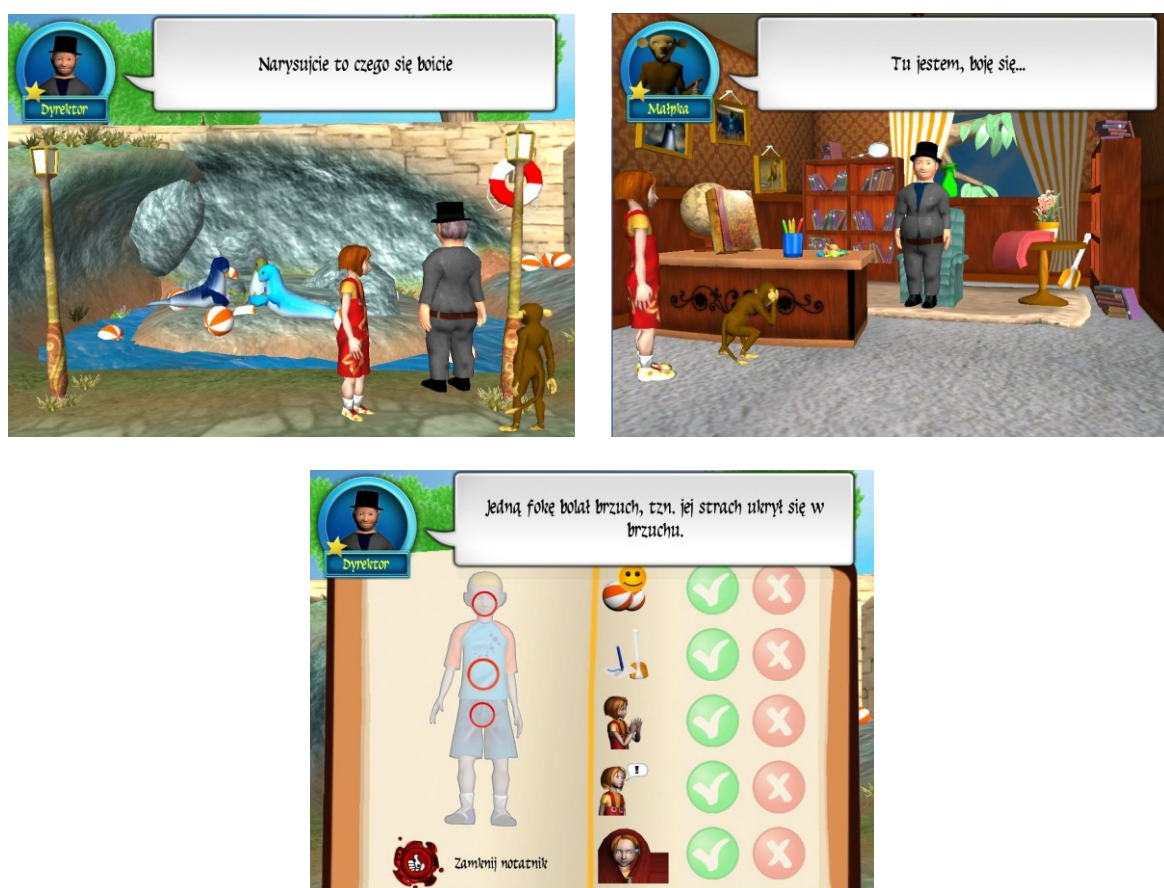 Narysujcie to czego się boicie
Dyrektor
Tu jestem, boję się...
Małpka
Jedną fokę bolał brzuch, tzn. jej strach ukrył się w
brzuchu.
Dyrektor
!
Zamknij notatnik